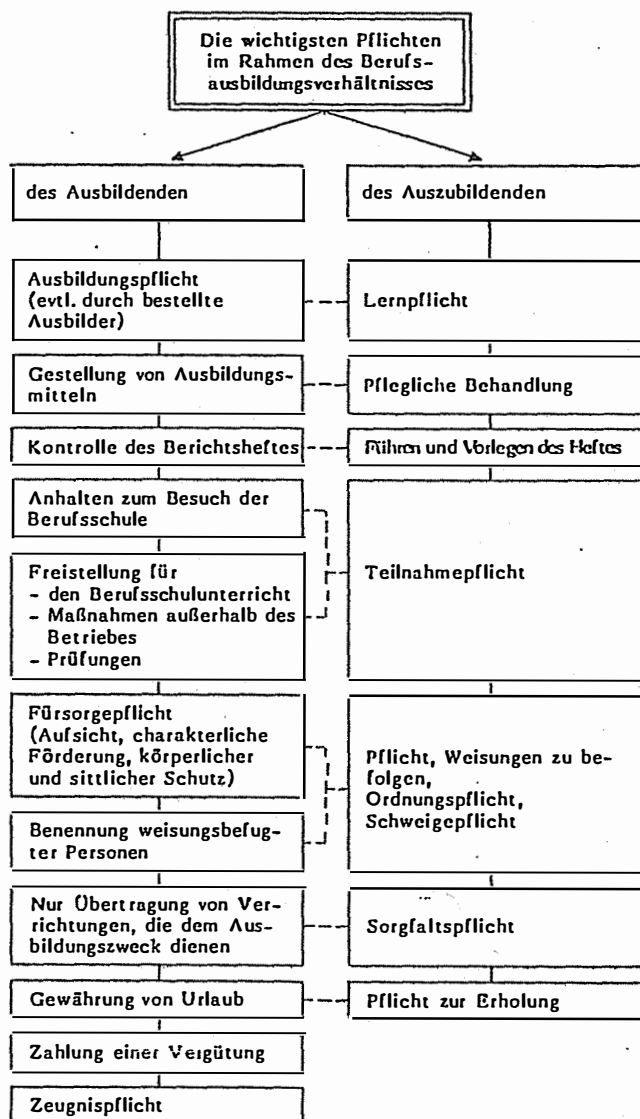 Die wichtigsten Pflichten
im Rahmen des Berufs-
ausbildungsverhältnisses
des Ausbildenden
des Auszubildenden
Ausbildungspflicht
(evtl. durch bestellte
Ausbilder)
Lernpflicht
Gestellung von Ausbildungs-
mitteln
Pflegliche Behandlung
Kontrolle des Berichtsheftes
Führen und Vorlegen des Heftes
Anhalten zum Besuch der
Berufsschule
Freistellung für
- den Berufsschulunterricht
- Maßnahmen außerhalb des
Betriebes
- Prüfungen
Teilnahmepflicht
Fürsorgepflicht
(Aufsicht, charakterliche
Förderung, körperlicher
und sittlicher Schutz)
Benennung weisungsbefug-
ter Personen
Pflicht, Weisungen zu be-
folgen,
Ordnungspflicht,
Schweigepflicht
Nur Übertragung von Ver-
richtungen, die dem Aus-
bildungszweck dienen
Sorgfaltspflicht
Gewährung von Urlaub
Pflicht zur Erholung
Zahlung einer Vergütung
Zeugnispflicht